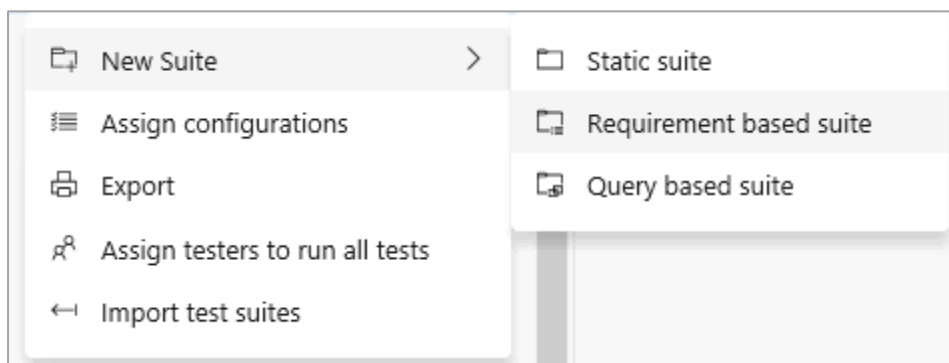 New Suite
Assign configurations
Export
Assign testers to run all tests
Import test suites
Static suite
Requirement based suite
Query based suite